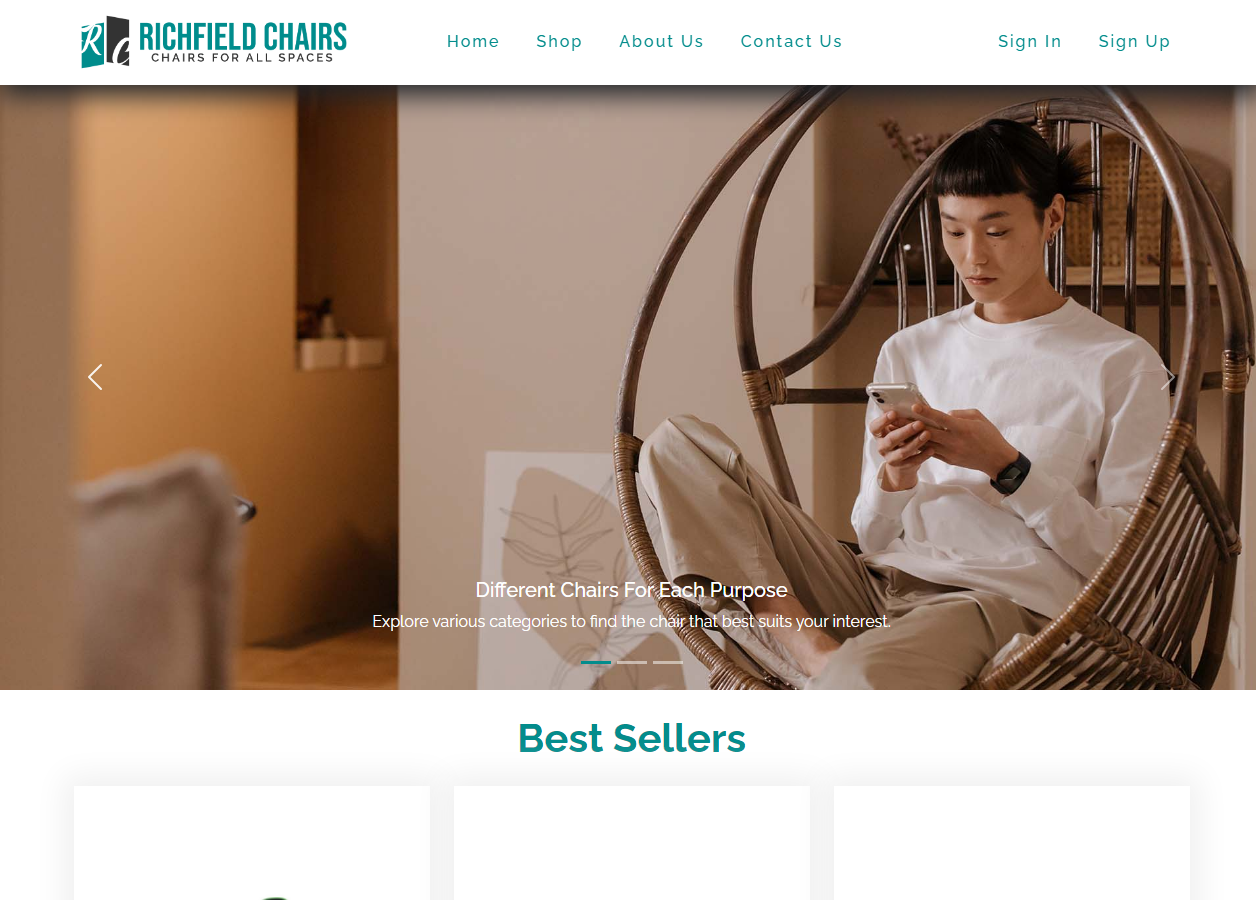 RC RICHFIELD CHAIRS
CHAIRS FOR ALL SPACES
Home Shop About Us Contact Us Sign In Sign Up
Different Chairs For Each Purpose
Explore various categories to find the chair that best suits your interest.
Best Sellers